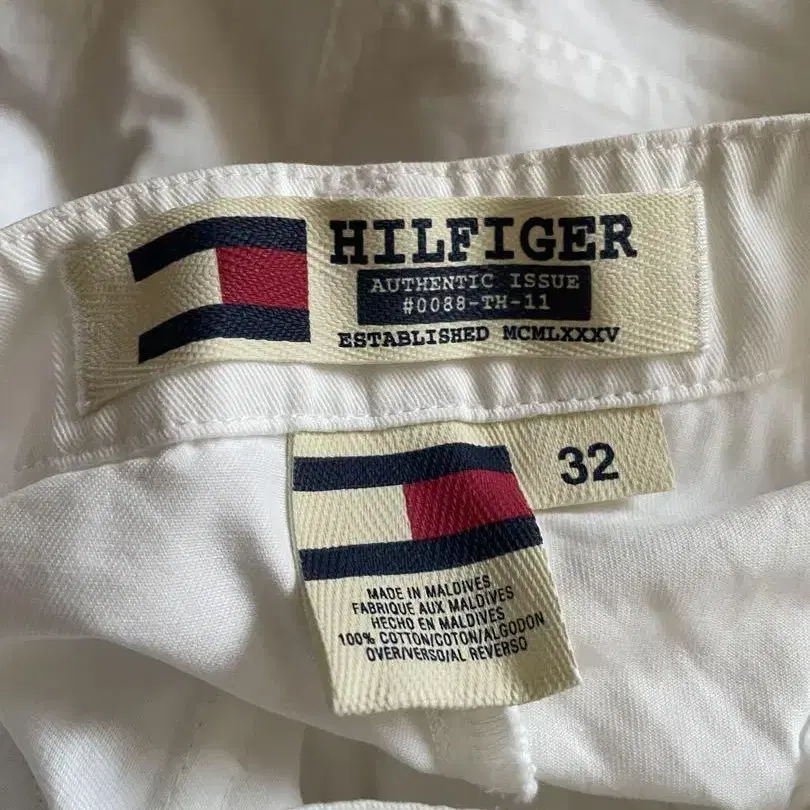 HILFIGER
AUTHENTIC ISSUE
#0088-TH-11
ESTABLISHED MCMLXXXV
32
MADE IN MALDIVES
FABRIQUÉ AUX MALDIVES
HECHO EN MALDIVES
100% COTTON/COTON/ALGODON
OVER/VERSO/AL REVERSO